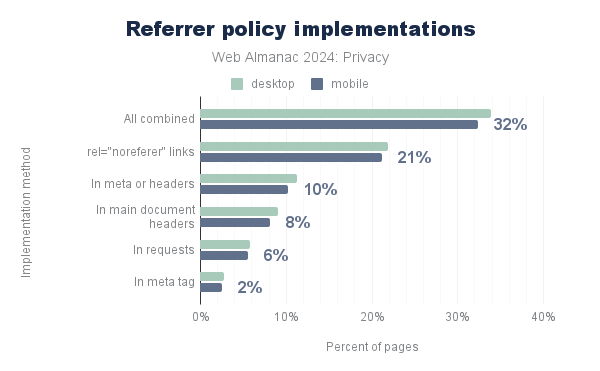 Referrer policy implementations
Web Almanac 2024: Privacy
desktop mobile
Implementation method
All combined
32%
rel="noreferer" links
21%
In meta or headers
10%
In main document
headers
8%
In requests
6%
In meta tag
2%
0% 10% 20% 30% 40%
Percent of pages